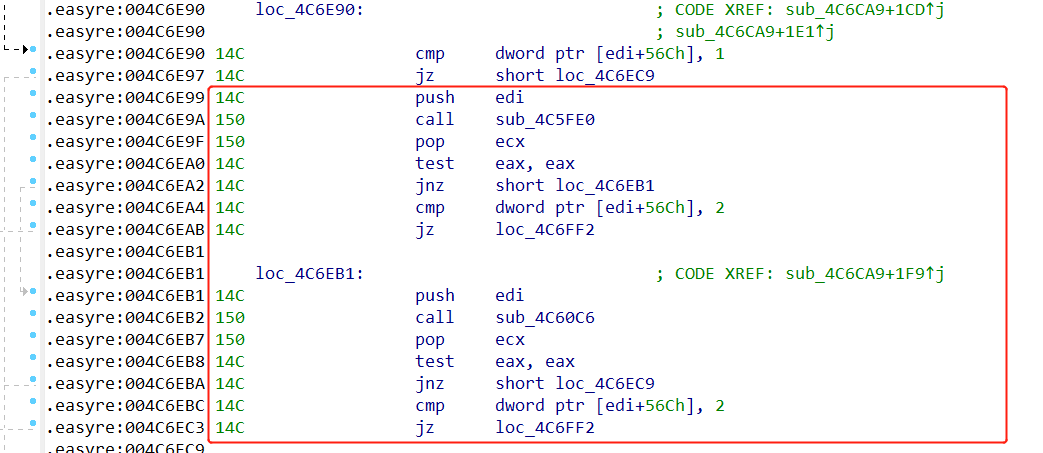 .easyre:004C6E90 loc_4C6E90: ; CODE XREF: sub_4C6CA9+1CD↑j
.easyre:004C6E90 ; sub_4C6CA9+1E1↑j
.easyre:004C6E90 14C cmp dword ptr [edi+56Ch], 1
.easyre:004C6E97 14C jz short loc_4C6EC9
.easyre:004C6E99 14C push edi
.easyre:004C6E9A 150 call sub_4C5FE0
.easyre:004C6E9F 150 pop ecx
.easyre:004C6EA0 14C test eax, eax
.easyre:004C6EA2 14C jnz short loc_4C6EB1
.easyre:004C6EA4 14C cmp dword ptr [edi+56Ch], 2
.easyre:004C6EAB 14C jz loc_4C6FF2
.easyre:004C6EB1
.easyre:004C6EB1 loc_4C6EB1: ; CODE XREF: sub_4C6CA9+1F9↑j
.easyre:004C6EB1 14C push edi
.easyre:004C6EB2 150 call sub_4C60C6
.easyre:004C6EB7 150 pop ecx
.easyre:004C6EB8 14C test eax, eax
.easyre:004C6EBA 14C jnz short loc_4C6EC9
.easyre:004C6EBC 14C cmp dword ptr [edi+56Ch], 2
.easyre:004C6EC3 14C jz loc_4C6FF2
.easyre:004C6EC9